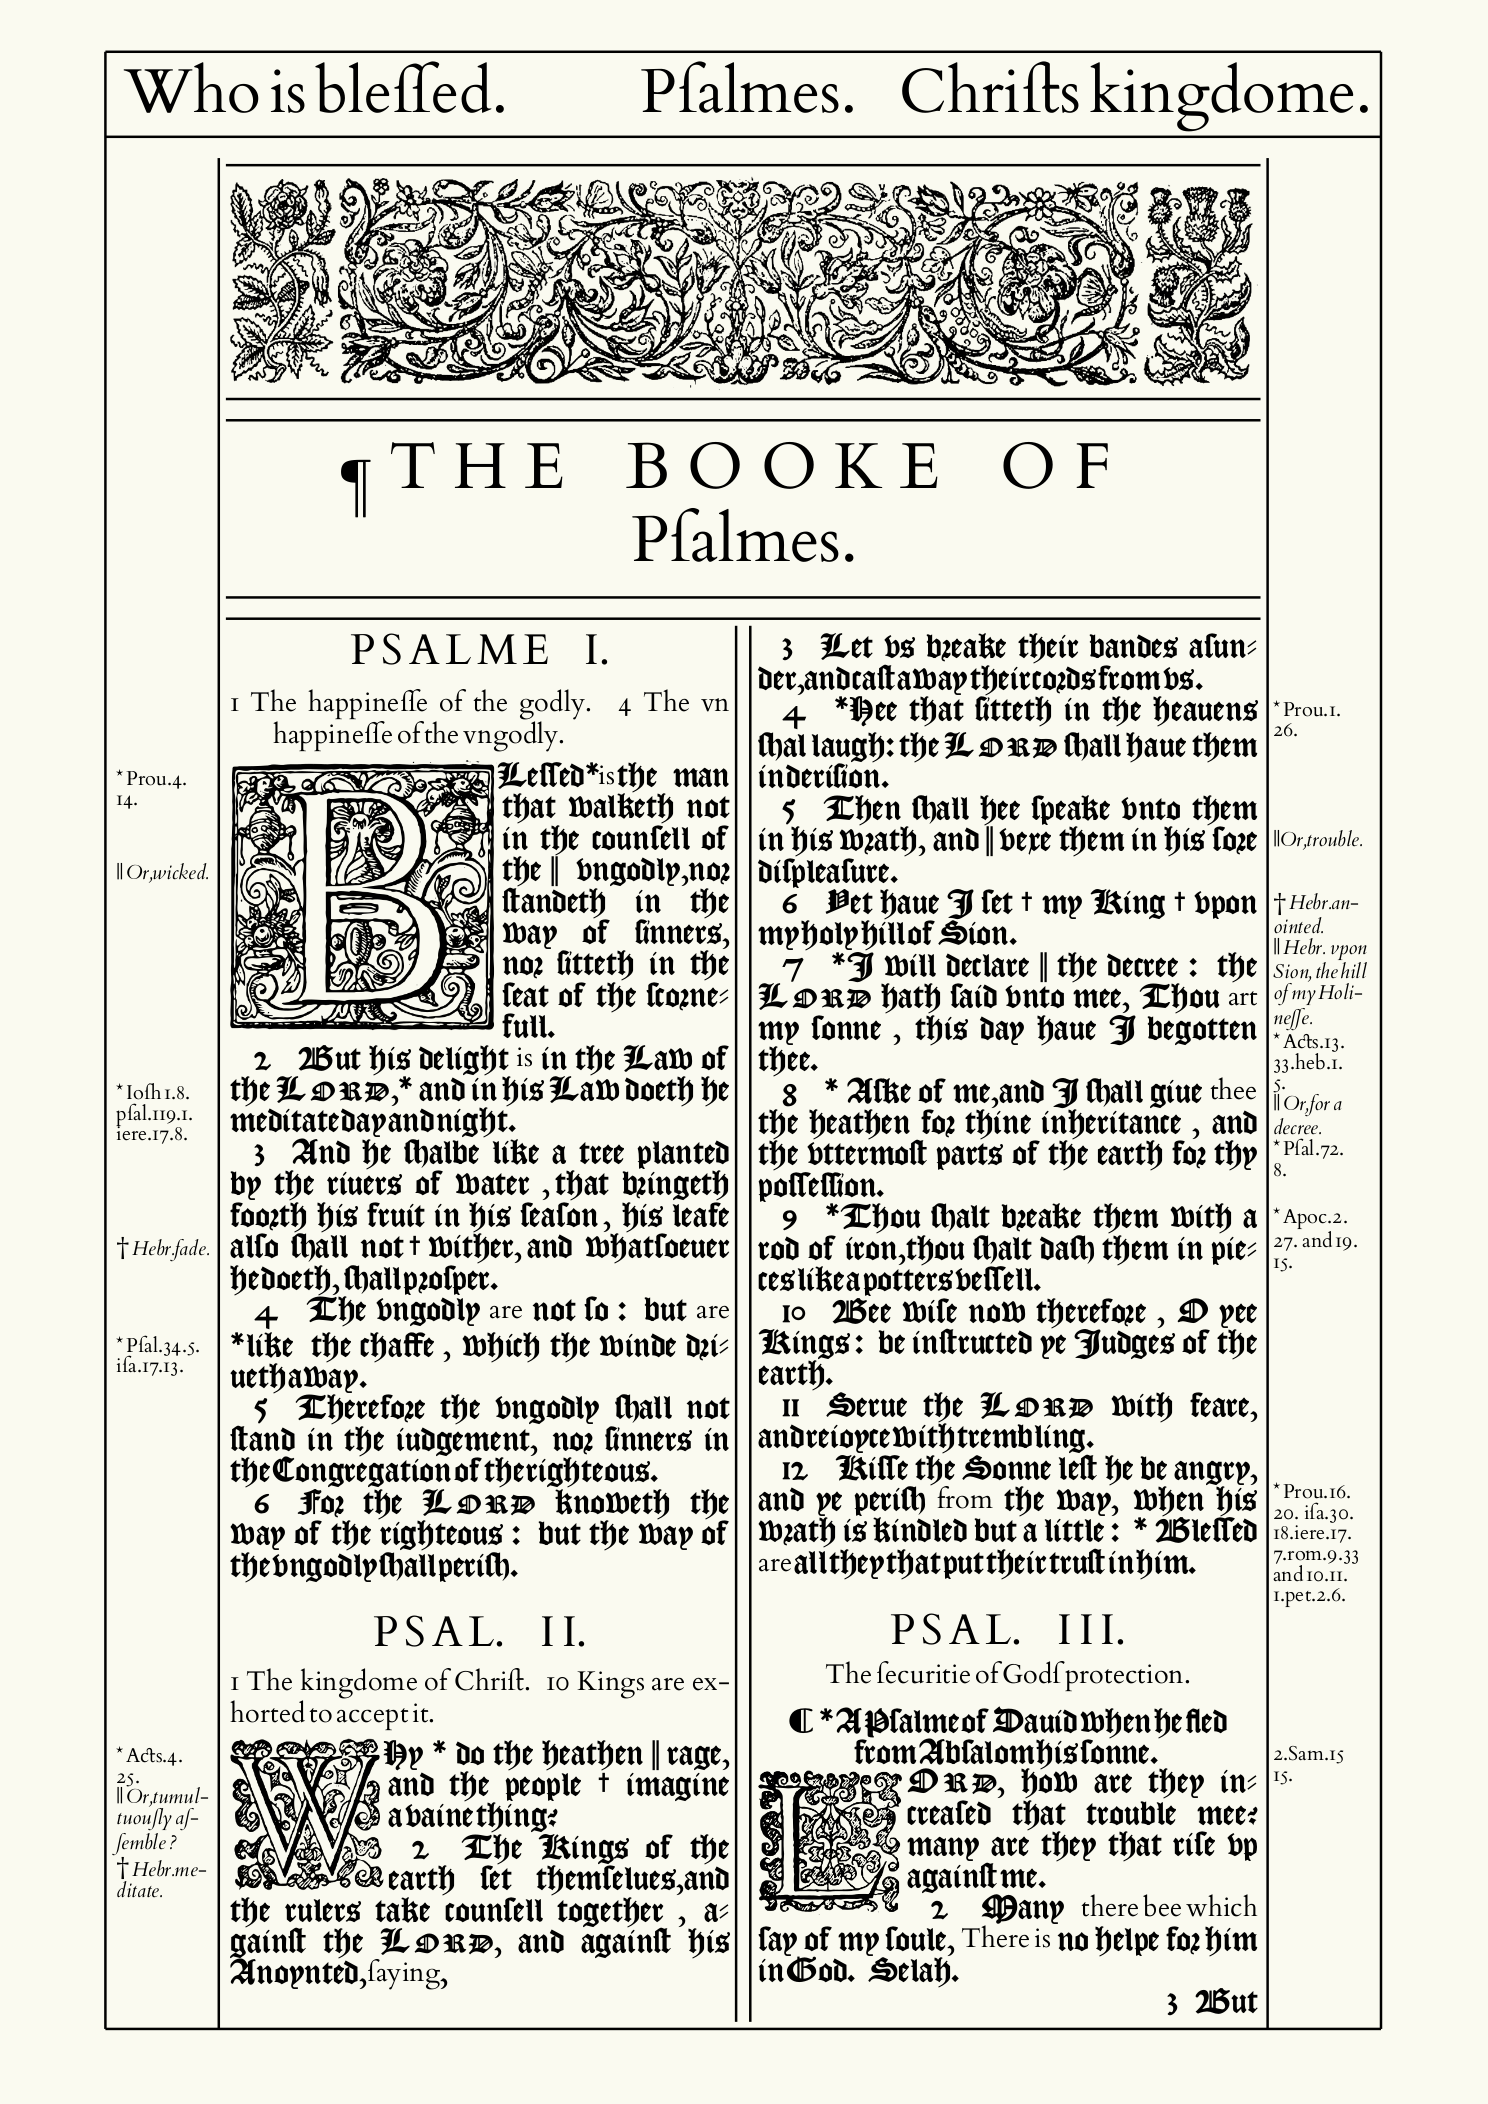 Who is bleſſed. Pſalmes. Chriſts kingdome.
¶ THE BOOKE OF
Pſalmes.
PSALME I.
1 The happineſſe of the godly. 4 The vn
happineſſe of the vngodly.
* Prou.4.
14.
|| Or,wicked.
* Ioſh 1.8.
pſal.119.1.
iere.17.8.
† Hebr.fade.
* Pſal.34.5.
iſa.17.13.
BLeſſed*is the man
that walketh not
in the counſell of
the || vngodly,nor
ſtandeth in the
way of ſinners,
nor ſitteth in the
ſeat of the ſcorne-
full.
2 But his delight is in the Law of
the LORD,* and in his Law doeth he
meditate day and night.
3 And he ſhalbe like a tree planted
by the riuers of water , that bringeth
foorth his fruit in his ſeaſon, his leafe
alſo ſhall not † wither, and whatſoeuer
he doeth, ſhall proſper.
4 The vngodly are not ſo : but are
*like the chaffe , which the winde dri-
ueth away.
5 Therefore the vngodly ſhall not
ſtand in the iudgement, nor ſinners in
the Congregation of the righteous.
6 For the LORD knoweth the
way of the righteous : but the way of
the vngodly ſhall periſh.
PSAL. II.
1 The kingdome of Chriſt. 10 Kings are ex-
horted to accept it.
* Acts.4.
25.
|| Or,tumul-
tuouſly aſ-
ſemble ?
† Hebr.me-
ditate.
WHy * do the heathen || rage,
and the people † imagine
a vaine thing?
2 The Kings of the
earth ſet themſelues,and
the rulers take counſell together , a-
gainſt the LORD, and againſt his
Anoynted,ſaying,
3 Let vs breake their bandes aſun-
der,and caſt away their cords from vs.
4 *Hee that ſitteth in the heauens
ſhal laugh: the LORD ſhall haue them
in deriſion.
5 Then ſhall hee ſpeake vnto them
in his wrath, and || vexe them in his ſore
diſpleaſure.
6 Yet haue I ſet † my King † vpon
my holy hill of Sion.
7 *I will declare || the decree : the
LORD hath ſaid vnto mee, Thou art
my ſonne , this day haue I begotten
thee.
8 * Aſke of me,and I ſhall giue thee
the heathen for thine inheritance , and
the vttermoſt parts of the earth for thy
poſſeſſion.
9 *Thou ſhalt breake them with a
rod of iron,thou ſhalt daſh them in pie-
ces like a potters veſſell.
10 Bee wiſe now therefore , O yee
Kings : be inſtructed ye Judges of the
earth.
11 Serue the LORD with feare,
and reioyce with trembling.
12 Kiſſe the Sonne leſt he be angry,
and ye periſh from the way, when his
wrath is kindled but a little : * Bleſſed
are all they that put their truſt in him.
* Prou.1.
26.
||Or,trouble.
† Hebr.an-
ointed.
|| Hebr. vpon
Sion, the hill
of my Holi-
neſſe.
* Acts.13.
33.heb.1.
5.
|| Or,for a
decree.
* Pſal.72.
8.
* Apoc.2.
27. and 19.
15.
* Prou.16.
20. iſa.30.
18.iere.17.
7.rom.9.33
and 10.11.
1.pet.2.6.
PSAL. III.
The ſecuritie of Godſ protection.
¶ *A Pſalme of Dauid when he fled
from Abſalom his ſonne.
2.Sam.15
15.
LORD, how are they in-
creaſed that trouble mee?
many are they that riſe vp
againſt me.
2 Many there bee which
ſay of my ſoule, There is no helpe for him
in God. Selah.
3 But